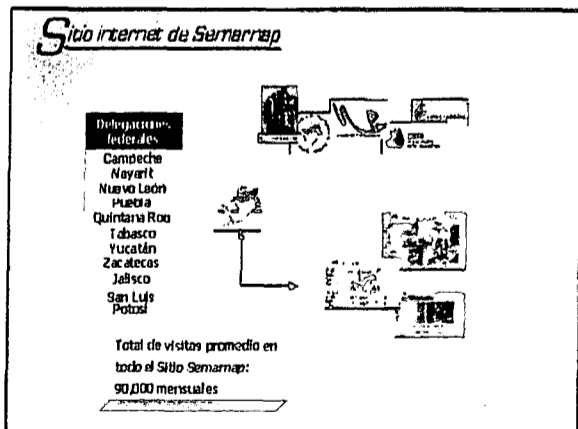 Sitio internet de Semarnap
Delegaciones
federales
Campeche
Nayarit
Nuevo León
Puebla
Quintana Roo
Tabasco
Yucatán
Zacatecas
Jalisco
San Luis
Potosí
Total de visitas promedio en
todo el Sitio Semarnap:
90,000 mensuales